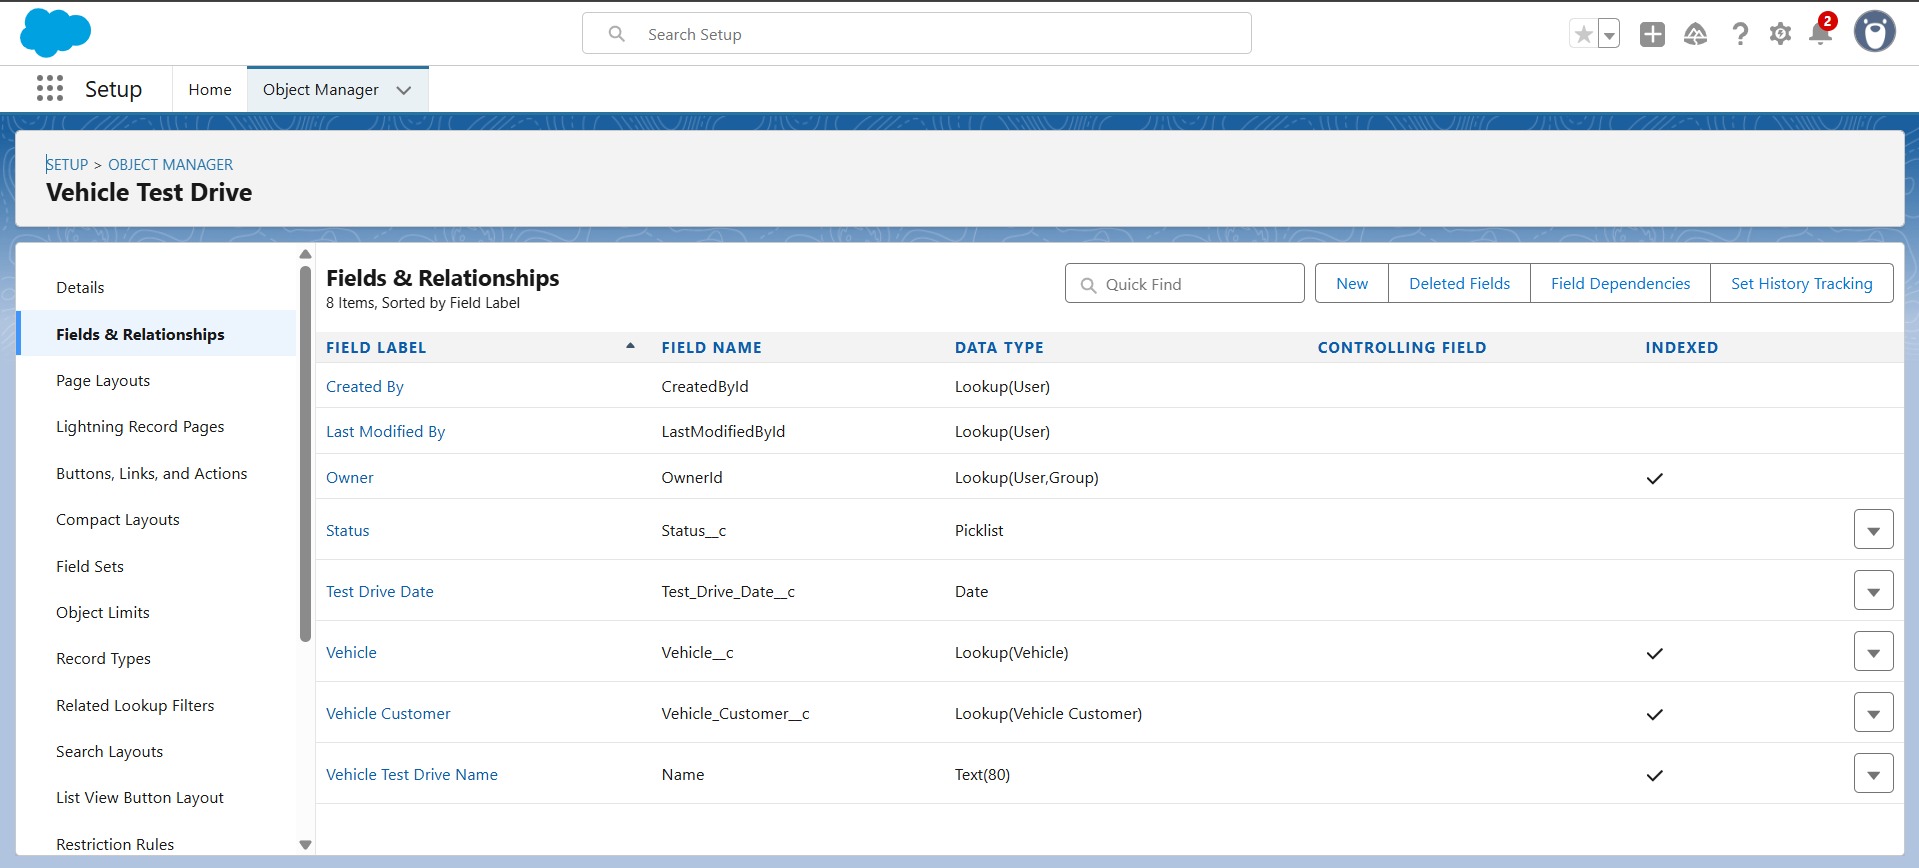 Search Setup
2
Setup
Home
Object Manager
SETUP > OBJECT MANAGER
Vehicle Test Drive
Details
Fields & Relationships
Page Layouts
Lightning Record Pages
Buttons, Links, and Actions
Compact Layouts
Field Sets
Object Limits
Record Types
Related Lookup Filters
Search Layouts
List View Button Layout
Restriction Rules
Fields & Relationships
8 Items, Sorted by Field Label
Quick Find
New
Deleted Fields
Field Dependencies
Set History Tracking
FIELD LABEL FIELD NAME DATA TYPE CONTROLLING FIELD INDEXED
Created By CreatedById Lookup(User)
Last Modified By LastModifiedById Lookup(User)
Owner OwnerId Lookup(User,Group)
Status Status__c Picklist
Test Drive Date Test_Drive_Date__c Date
Vehicle Vehicle__c Lookup(Vehicle)
Vehicle Customer Vehicle_Customer__c Lookup(Vehicle Customer)
Vehicle Test Drive Name Name Text(80)